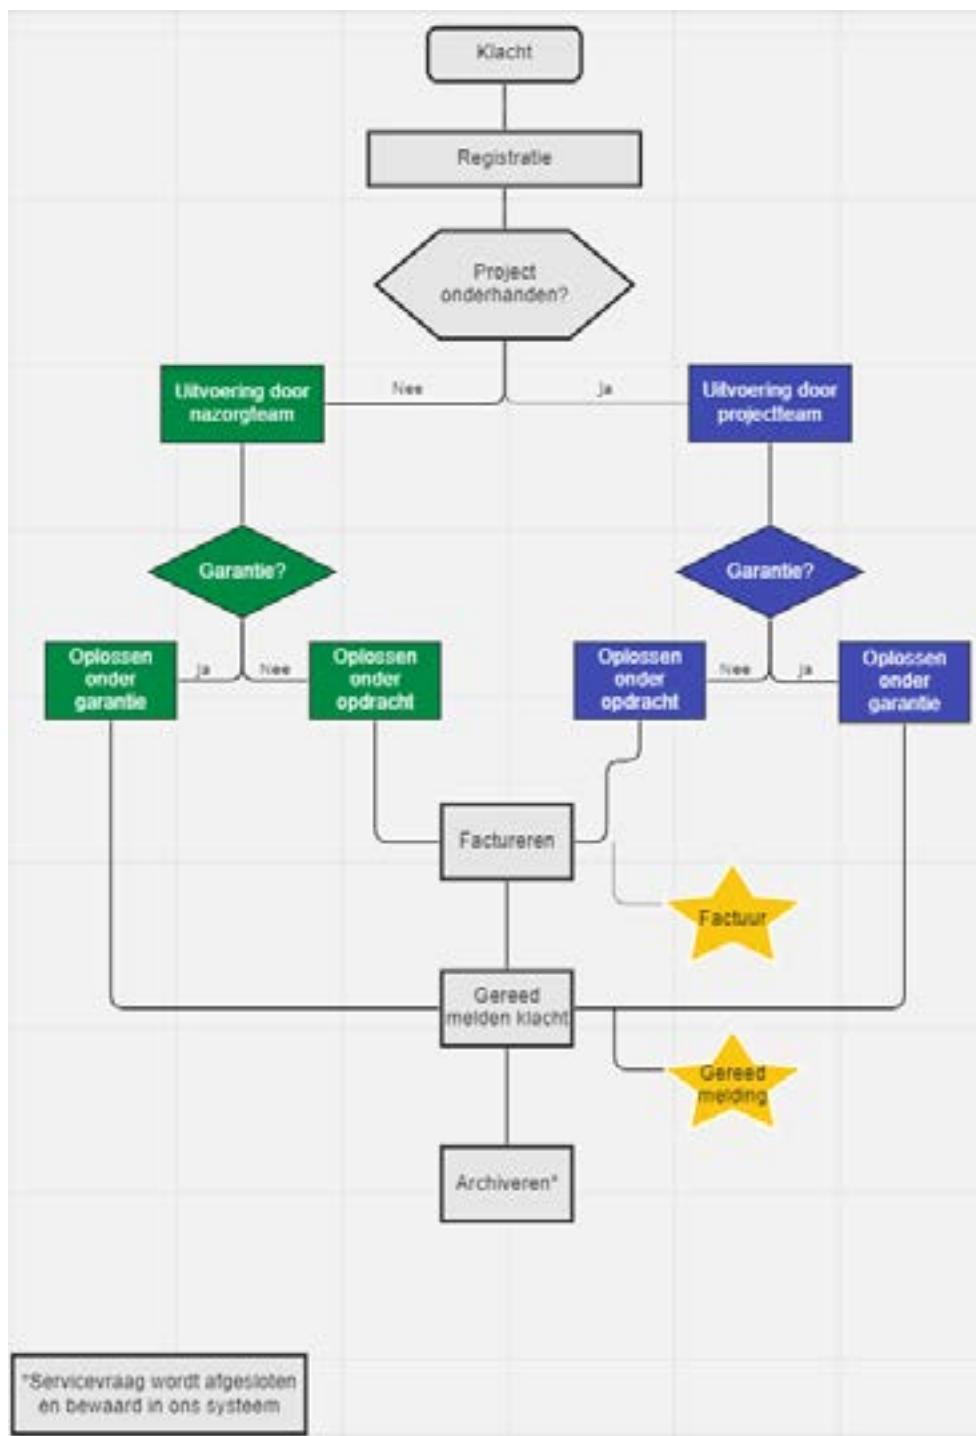 Klacht
Registratie
Project
onderhanden?
Nee
Ja
Uitvoering door
nazorgteam
Uitvoering door
projectteam
Garantie?
Garantie?
Oplossen
onder
garantie
Ja
Nee
Oplossen
onder
opdracht
Oplossen
onder
opdracht
Nee
Ja
Oplossen
onder
garantie
Factureren
Factuur
Gereed
melden klacht
Gereed
melding
Archiveren*
*Servicevraag wordt afgesloten
en bewaard in ons systeem